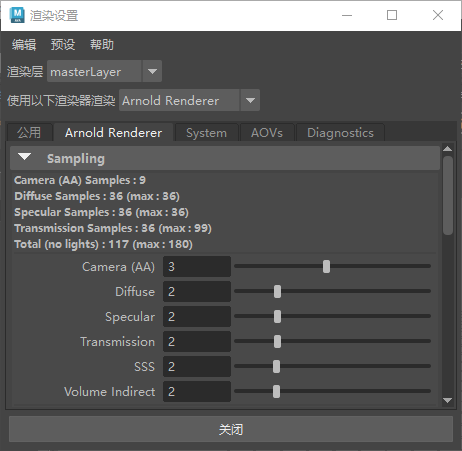 渲染设置
编辑 预设 帮助
渲染层 masterLayer
使用以下渲染器渲染 Arnold Renderer
公用 Arnold Renderer System AOVs Diagnostics
Sampling
Camera (AA) Samples : 9
Diffuse Samples : 36 (max : 36)
Specular Samples : 36 (max : 36)
Transmission Samples : 36 (max : 99)
Total (no lights) : 117 (max : 180)
Camera (AA) 3
Diffuse 2
Specular 2
Transmission 2
SSS 2
Volume Indirect 2
关闭